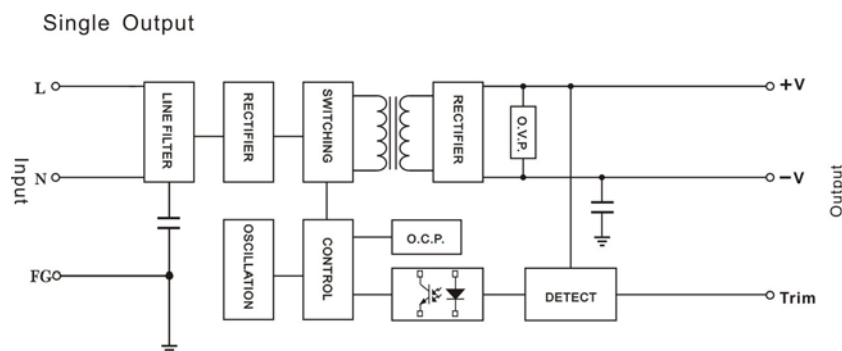 Single Output
L
N
FG
Input
LINE FILTER
RECTIFIER
SWITCHING
RECTIFIER
O.V.P.
+V
-V
Output
OSCILLATION
CONTROL
O.C.P.
DETECT
Trim